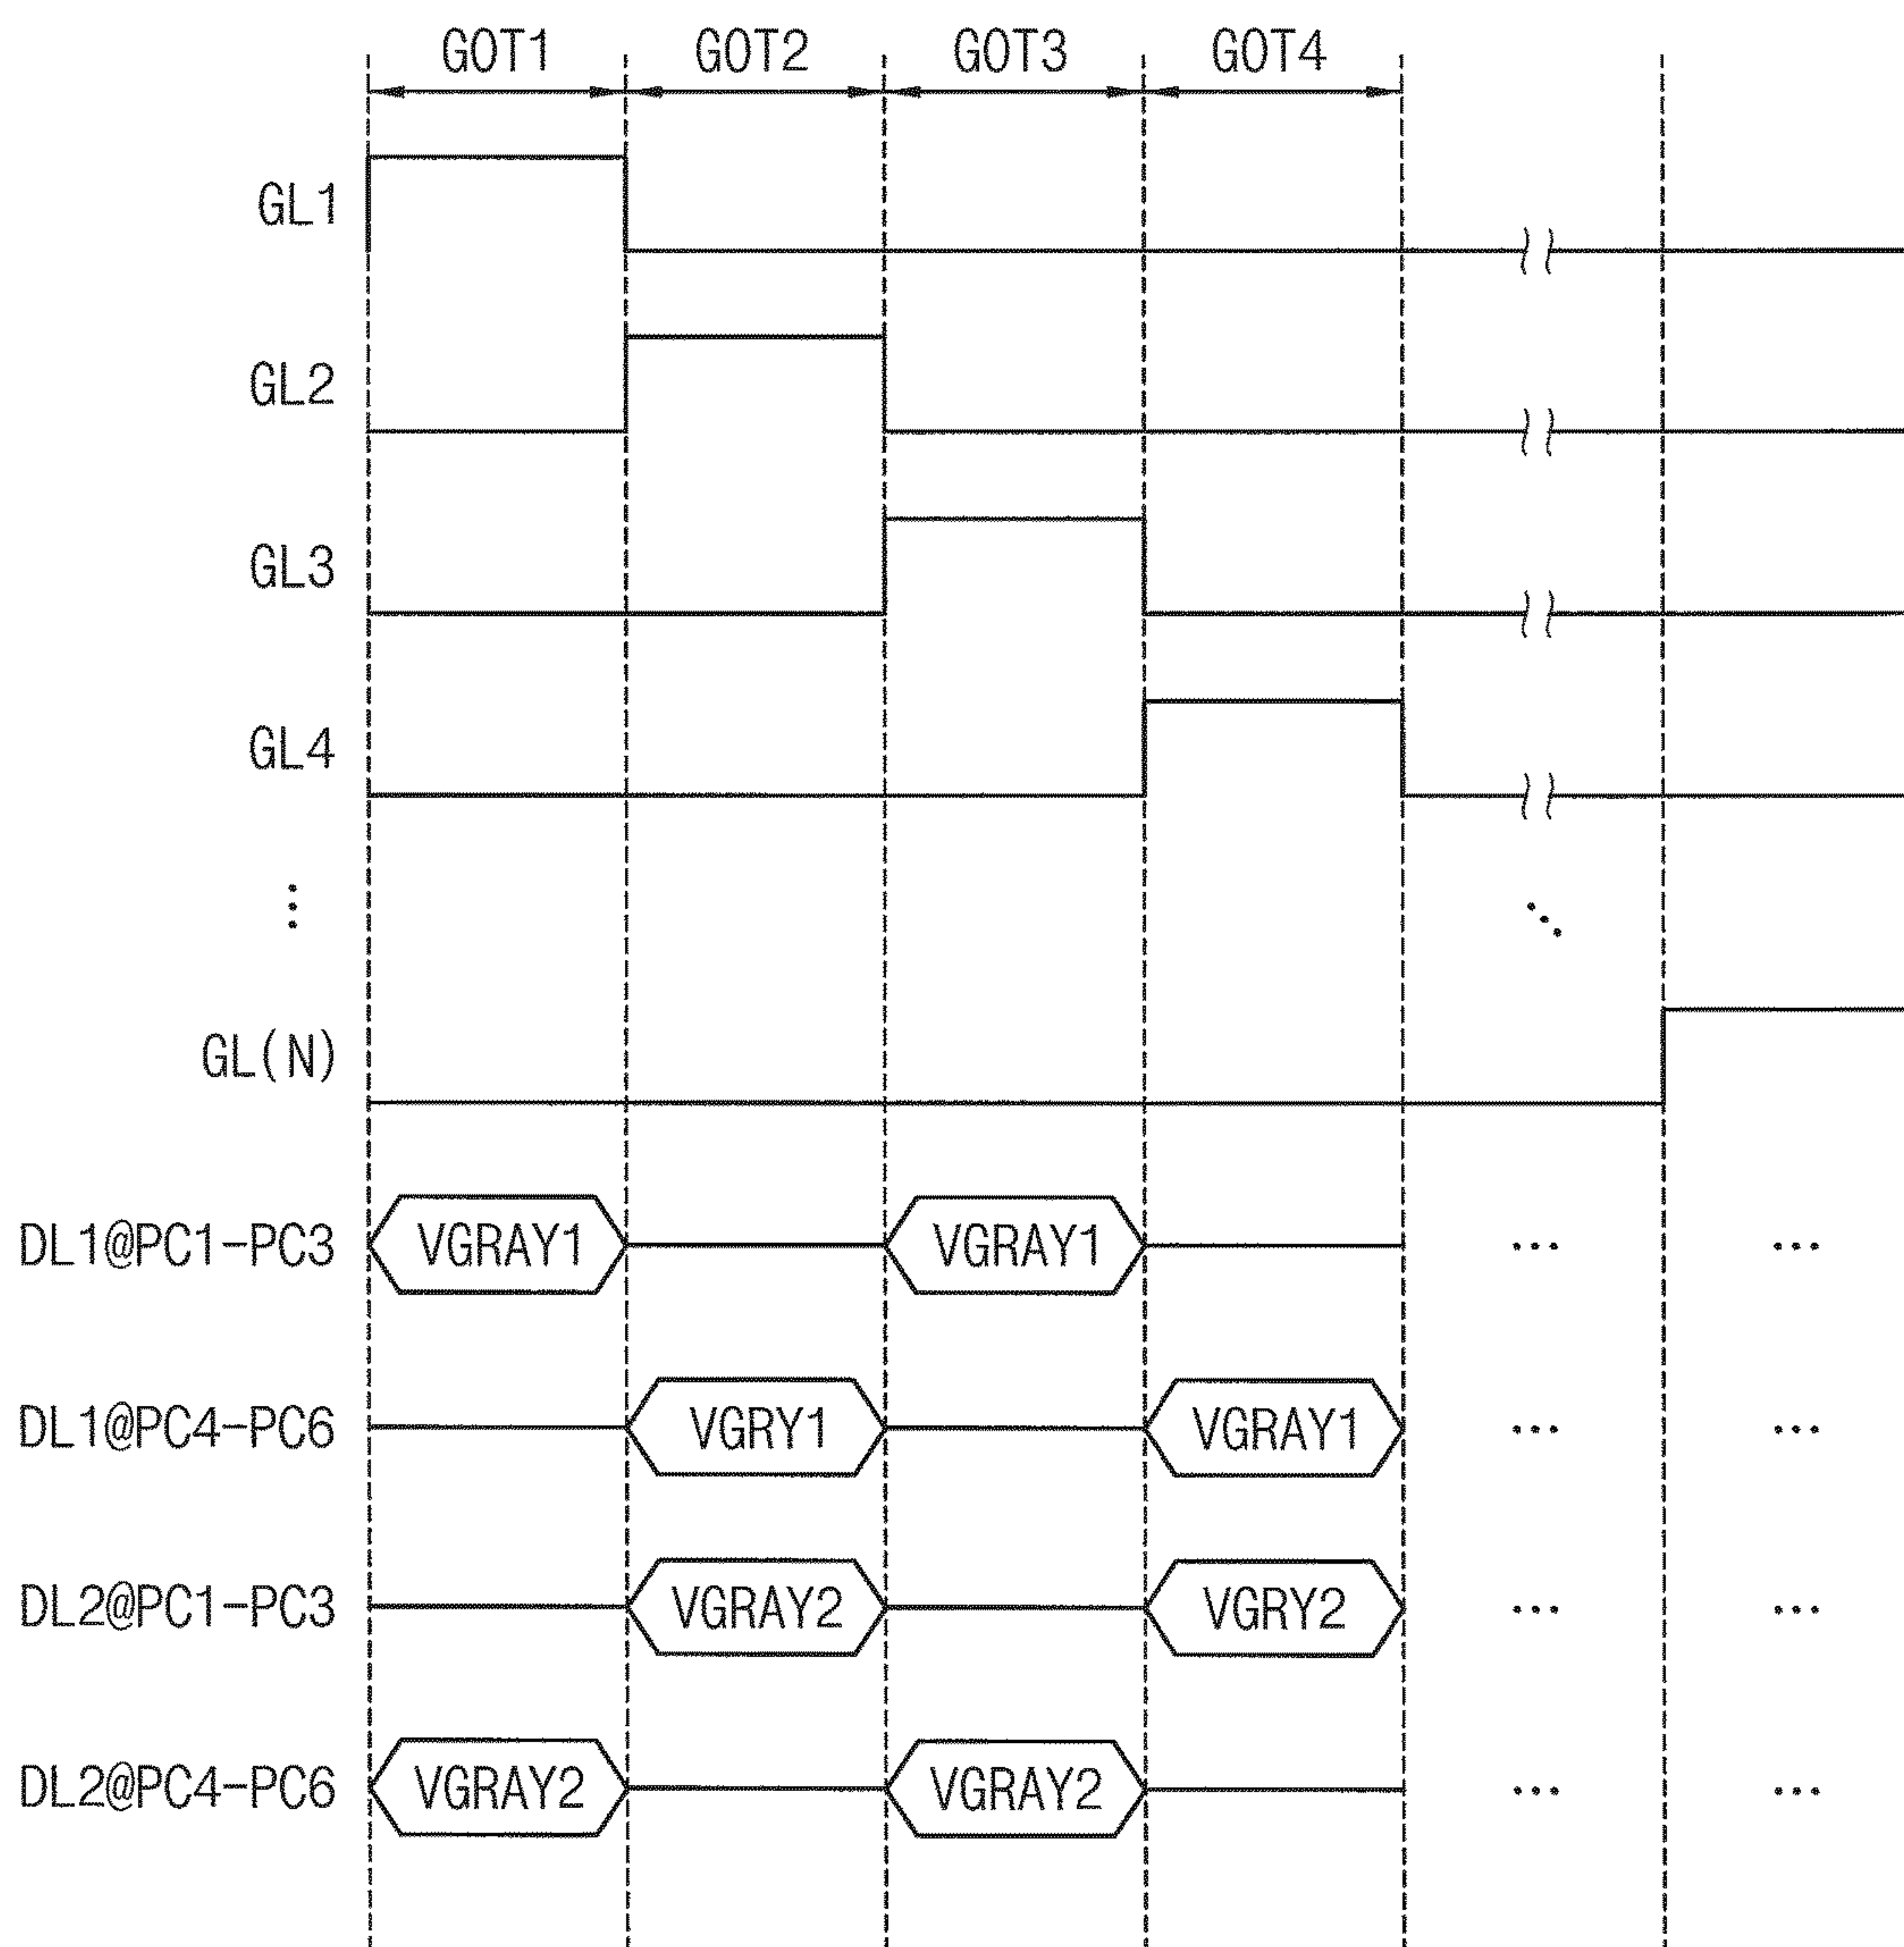 GOT1 GOT2 GOT3 GOT4
GL1
GL2
GL3
GL4
⋮
⋱
GL(N)
DL1@PC1-PC3 VGRAY1 VGRAY1 ... ...
DL1@PC4-PC6 VGRY1 VGRAY1 ... ...
DL2@PC1-PC3 VGRAY2 VGRY2 ... ...
DL2@PC4-PC6 VGRAY2 VGRAY2 ... ...